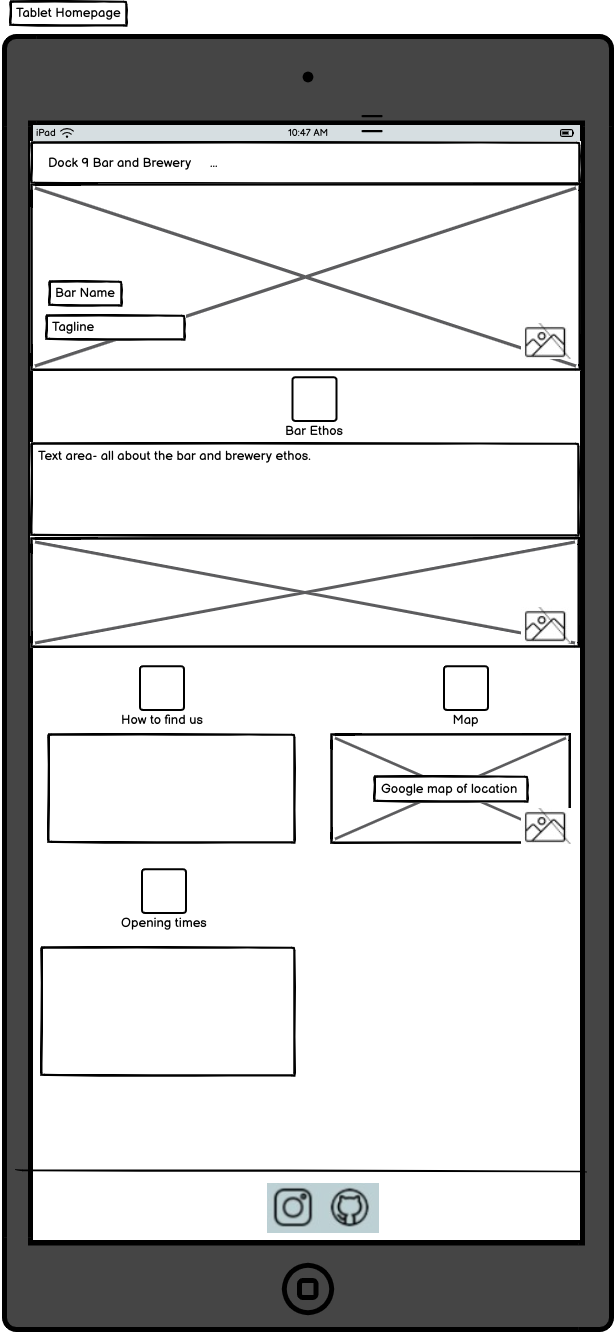 Tablet Homepage
iPad 10:47 AM
Dock 9 Bar and Brewery ...
Bar Name
Tagline
Bar Ethos
Text area- all about the bar and brewery ethos.
How to find us
Map
Google map of location
Opening times